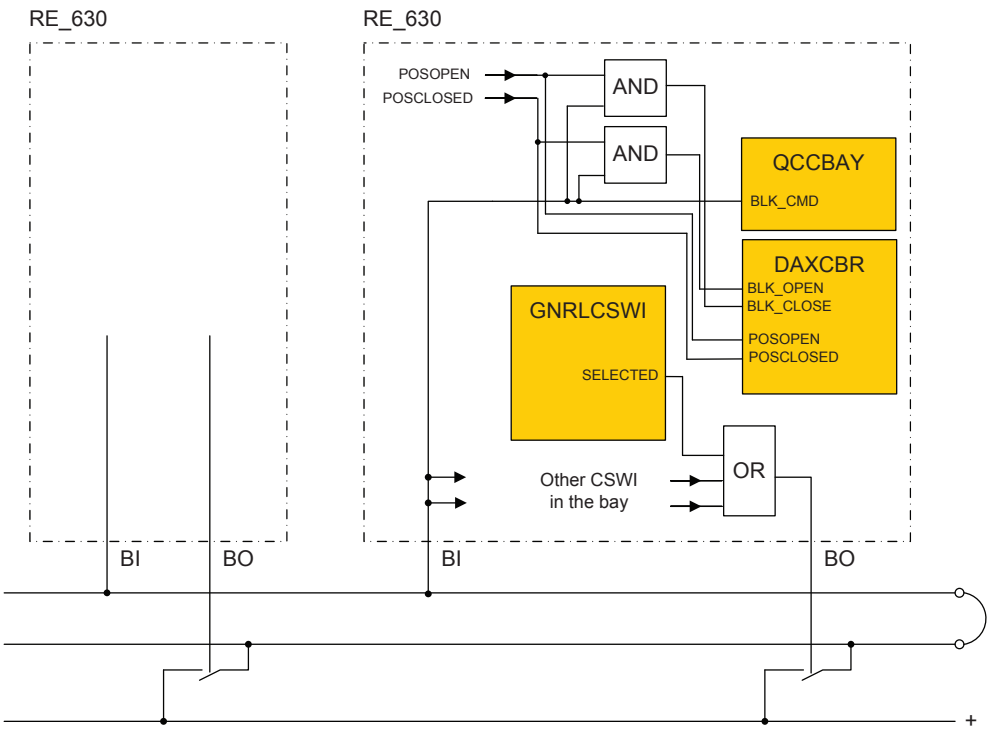 RE_630
RE_630
POSOPEN
POSCLOSED
AND
AND
QCCBAY
BLK_CMD
DAXCBR
BLK_OPEN
BLK_CLOSE
POSOPEN
POSCLOSED
GNRLCSWI
SELECTED
OR
Other CSWI
in the bay
BI
BO
BI
BO
+